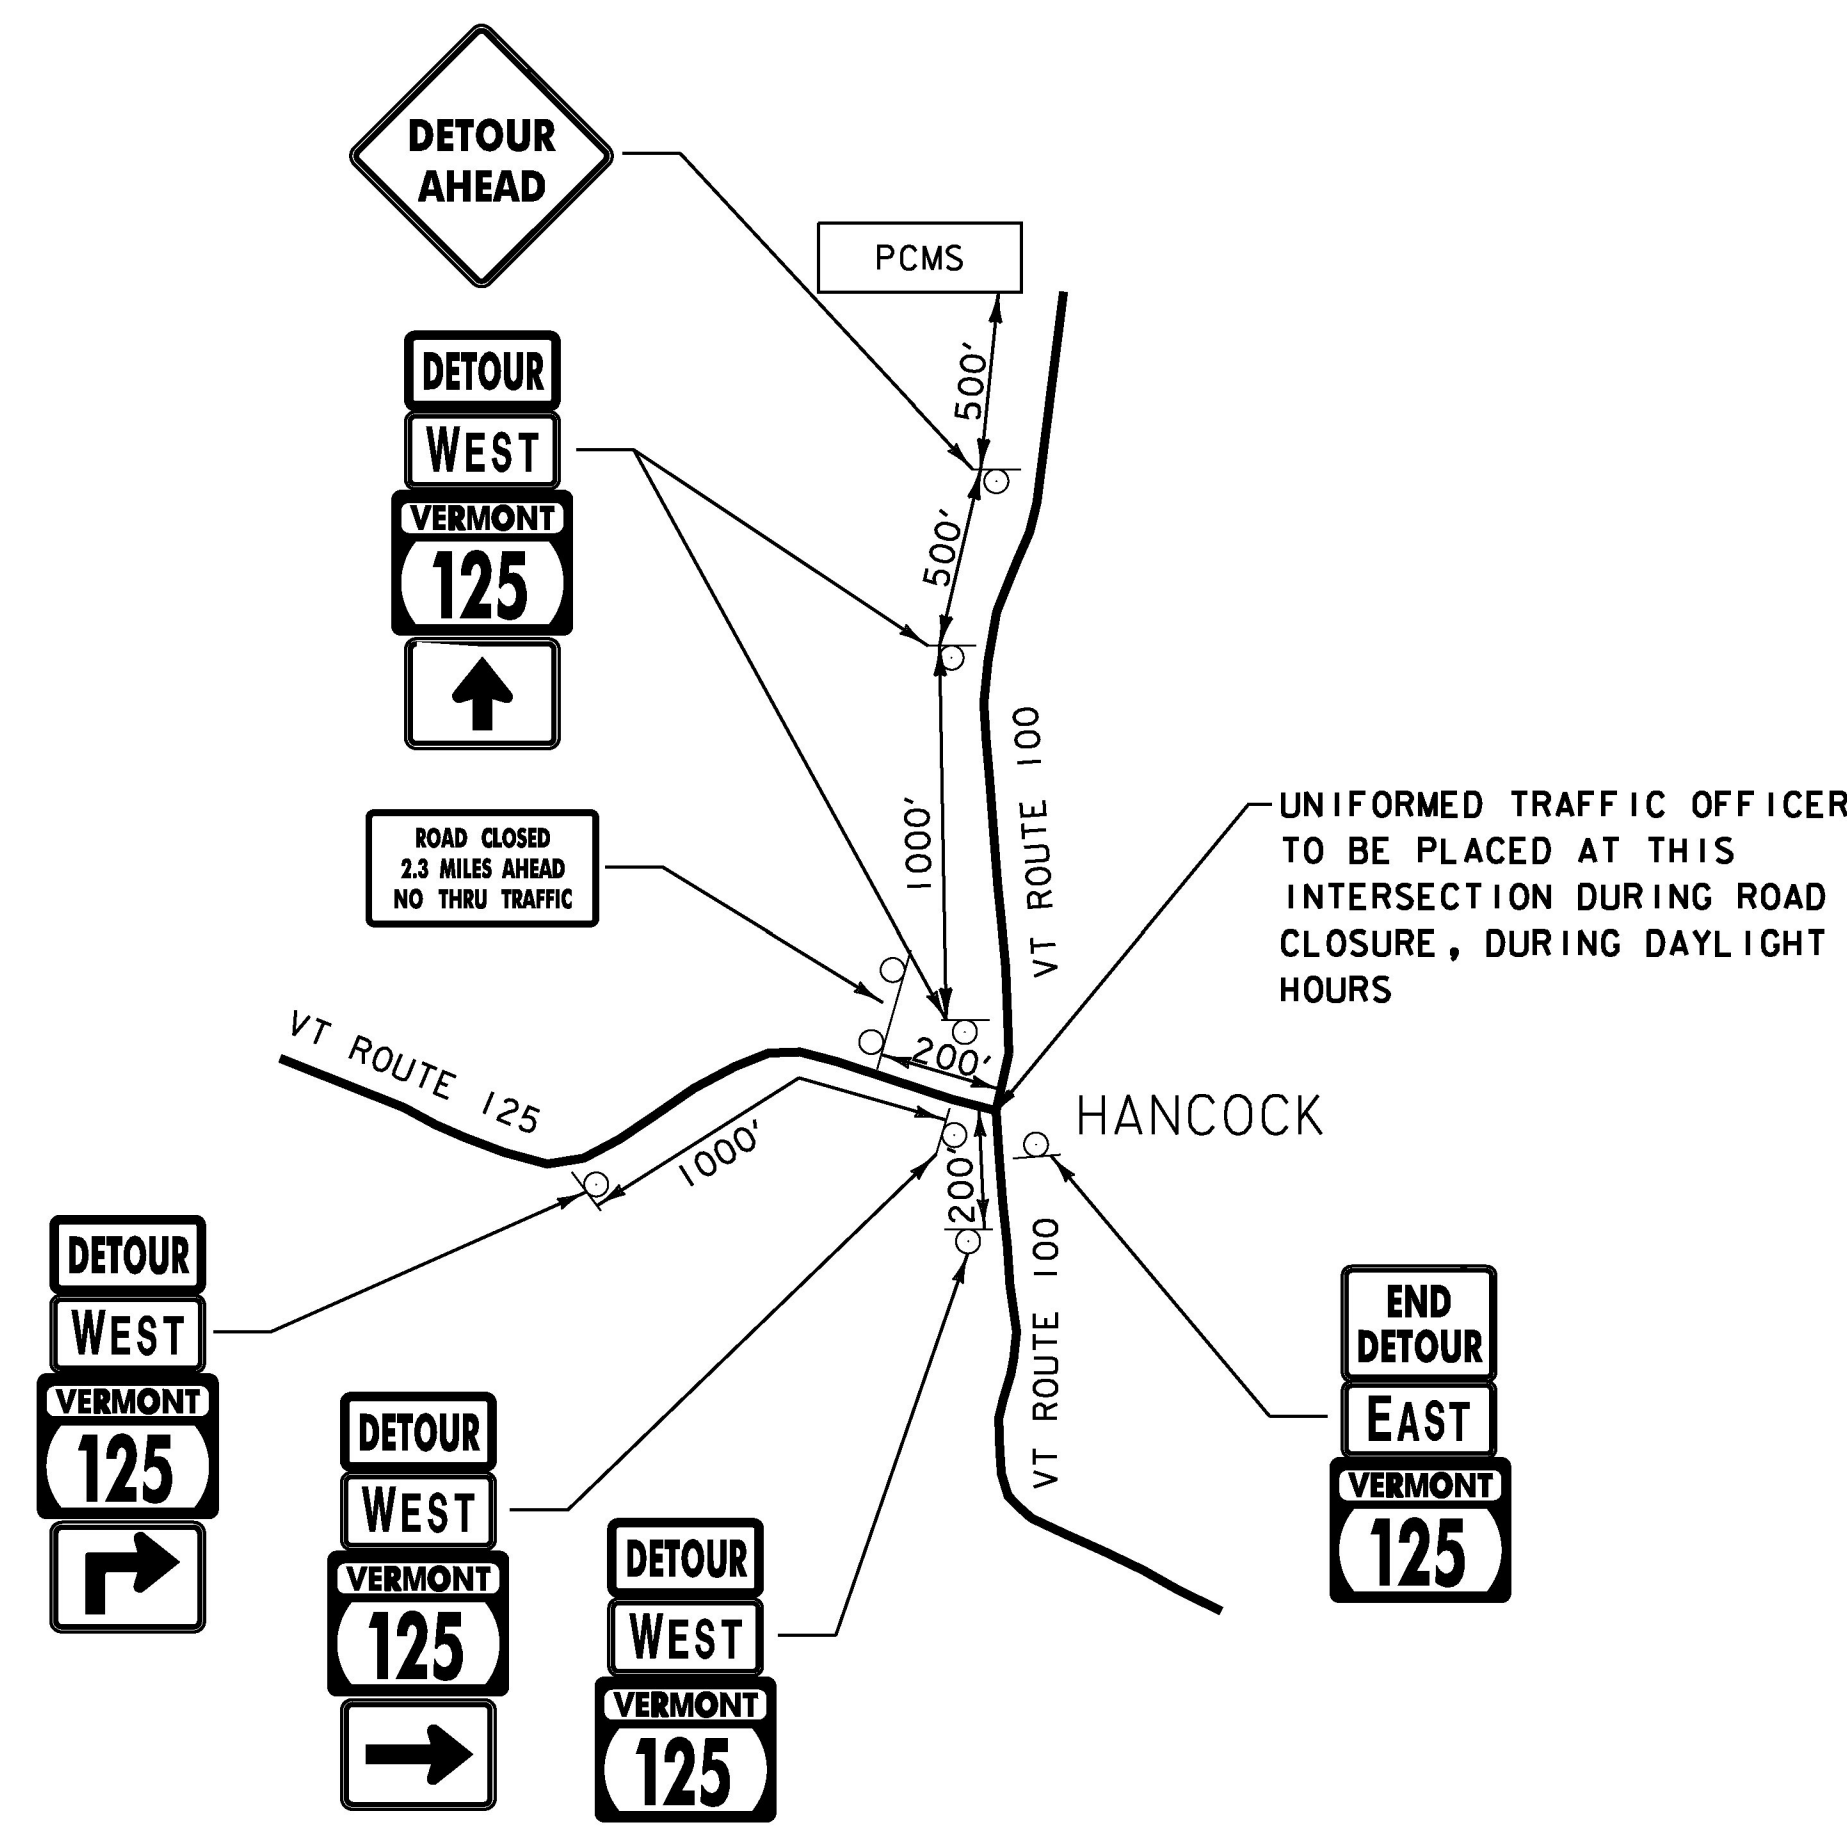 DETOUR
AHEAD
PCMS
500'
DETOUR
WEST
VERMONT
125
500'
1000'
VT ROUTE 100
ROAD CLOSED
2.3 MILES AHEAD
NO THRU TRAFFIC
UNIFORMED TRAFFIC OFFICER
TO BE PLACED AT THIS
INTERSECTION DURING ROAD
CLOSURE, DURING DAYLIGHT
HOURS
VT ROUTE 125
200'
HANCOCK
1000'
200'
VT ROUTE 100
DETOUR
WEST
VERMONT
125
DETOUR
WEST
VERMONT
125
DETOUR
WEST
VERMONT
125
END
DETOUR
EAST
VERMONT
125